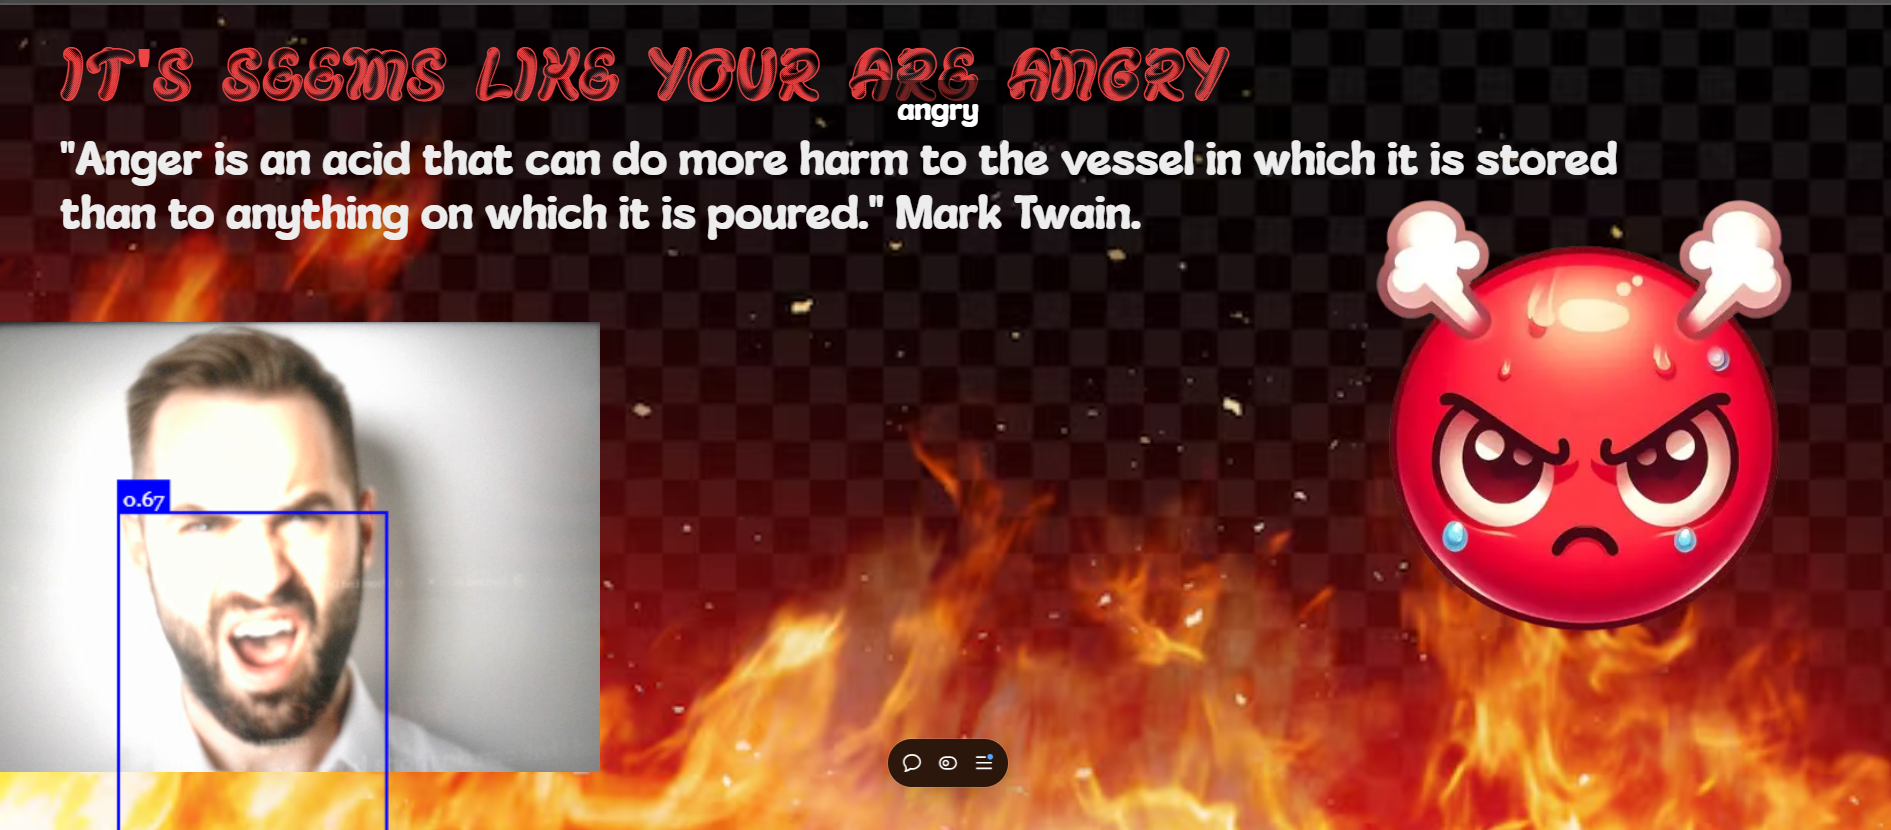 IT'S SEEMS LIKE YOUR ARE ANGRY
angry
"Anger is an acid that can do more harm to the vessel in which it is stored
than to anything on which it is poured." Mark Twain.
0.67